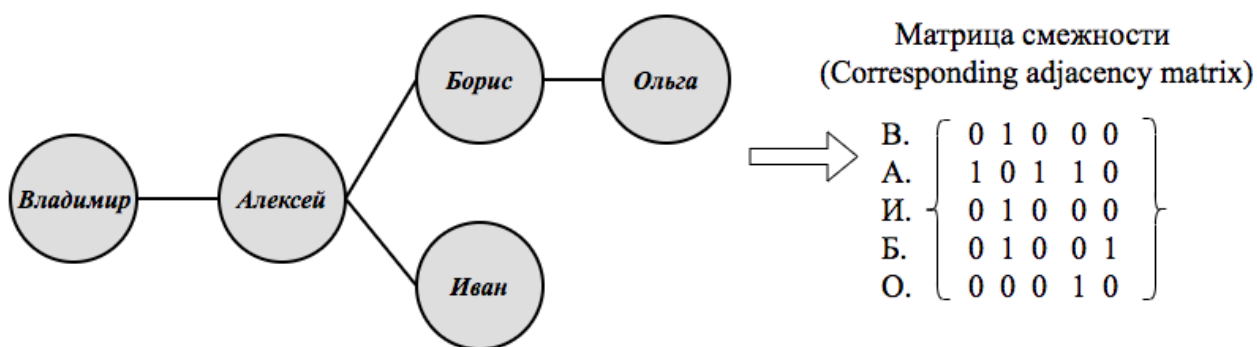 Владимир
Алексей
Борис
Ольга
Иван
Матрица смежности
(Corresponding adjacency matrix)
В. { 0 1 0 0 0 }
А. { 1 0 1 1 0 }
И. { 0 1 0 0 0 }
Б. { 0 1 0 0 1 }
О. { 0 0 0 1 0 }